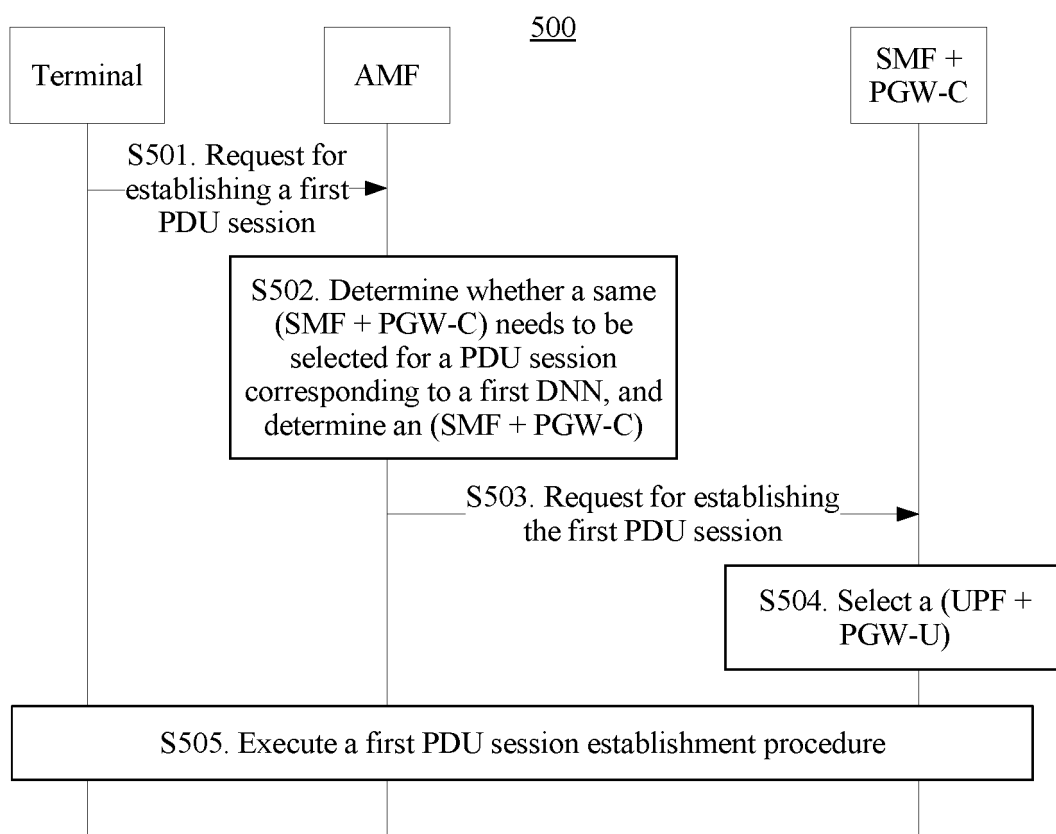 500
Terminal
AMF
SMF +
PGW-C
S501. Request for
establishing a first
PDU session
S502. Determine whether a same
(SMF + PGW-C) needs to be
selected for a PDU session
corresponding to a first DNN, and
determine an (SMF + PGW-C)
S503. Request for establishing
the first PDU session
S504. Select a (UPF +
PGW-U)
S505. Execute a first PDU session establishment procedure